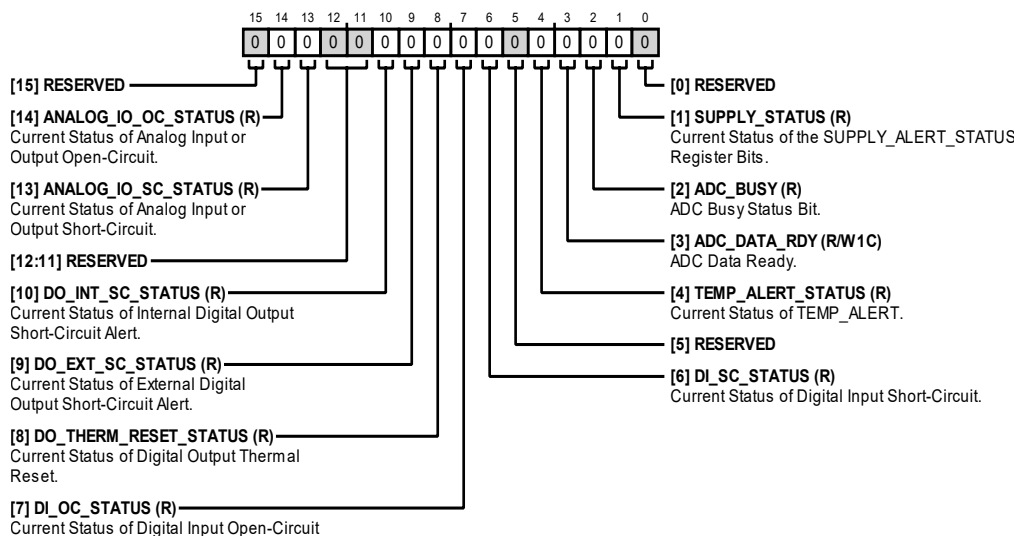 15 14 13 12 11 10 9 8 7 6 5 4 3 2 1 0
0 0 0 0 0 0 0 0 0 0 0 0 0 0 0 0
[15] RESERVED
[14] ANALOG_IO_OC_STATUS (R)
Current Status of Analog Input or
Output Open-Circuit.
[13] ANALOG_IO_SC_STATUS (R)
Current Status of Analog Input or
Output Short-Circuit.
[12:11] RESERVED
[10] DO_INT_SC_STATUS (R)
Current Status of Internal Digital Output
Short-Circuit Alert.
[9] DO_EXT_SC_STATUS (R)
Current Status of External Digital
Output Short-Circuit Alert.
[8] DO_THERM_RESET_STATUS (R)
Current Status of Digital Output Thermal
Reset.
[7] DI_OC_STATUS (R)
Current Status of Digital Input Open-Circuit
[0] RESERVED
[1] SUPPLY_STATUS (R)
Current Status of the SUPPLY_ALERT_STATUS
Register Bits.
[2] ADC_BUSY (R)
ADC Busy Status Bit.
[3] ADC_DATA_RDY (R/W1C)
ADC Data Ready.
[4] TEMP_ALERT_STATUS (R)
Current Status of TEMP_ALERT.
[5] RESERVED
[6] DI_SC_STATUS (R)
Current Status of Digital Input Short-Circuit.